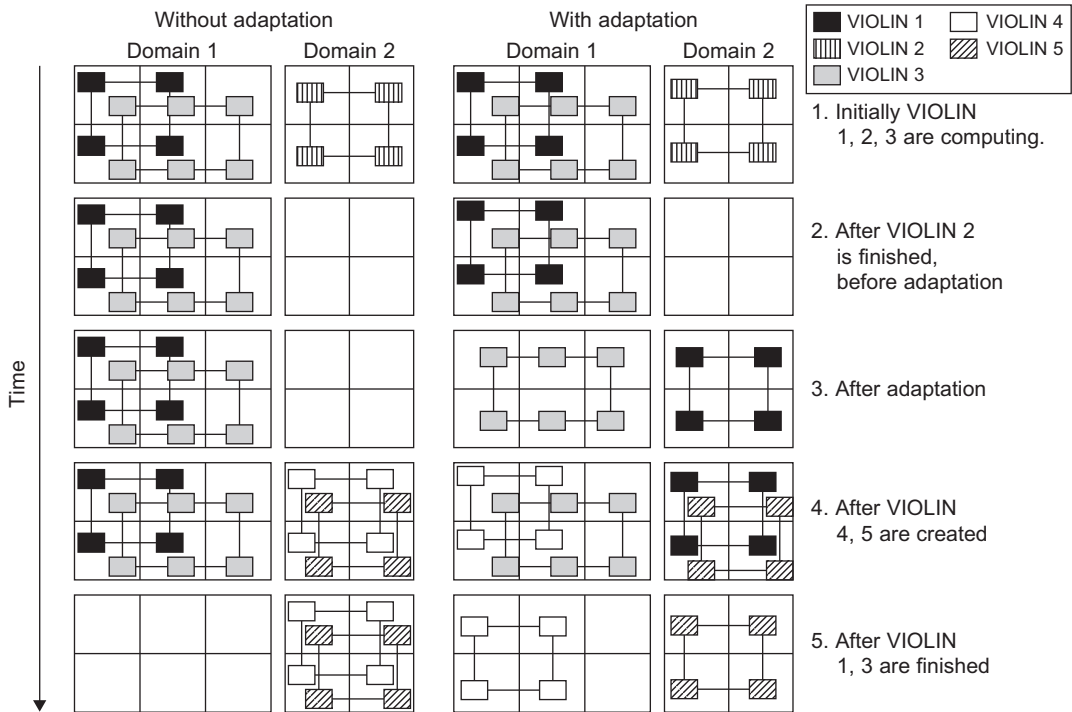 Without adaptation
With adaptation
Domain 1
Domain 2
Domain 1
Domain 2
VIOLIN 1
VIOLIN 4
VIOLIN 2
VIOLIN 5
VIOLIN 3
Time
1. Initially VIOLIN
1, 2, 3 are computing.
2. After VIOLIN 2
is finished,
before adaptation
3. After adaptation
4. After VIOLIN
4, 5 are created
5. After VIOLIN
1, 3 are finished